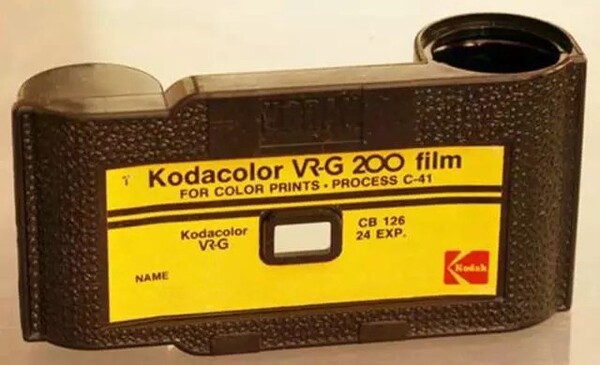 KODAK
Kodacolor VR-G 200 film
FOR COLOR PRINTS · PROCESS C-41
Kodacolor
VR-G
CB 126
24 EXP.
NAME
Kodak